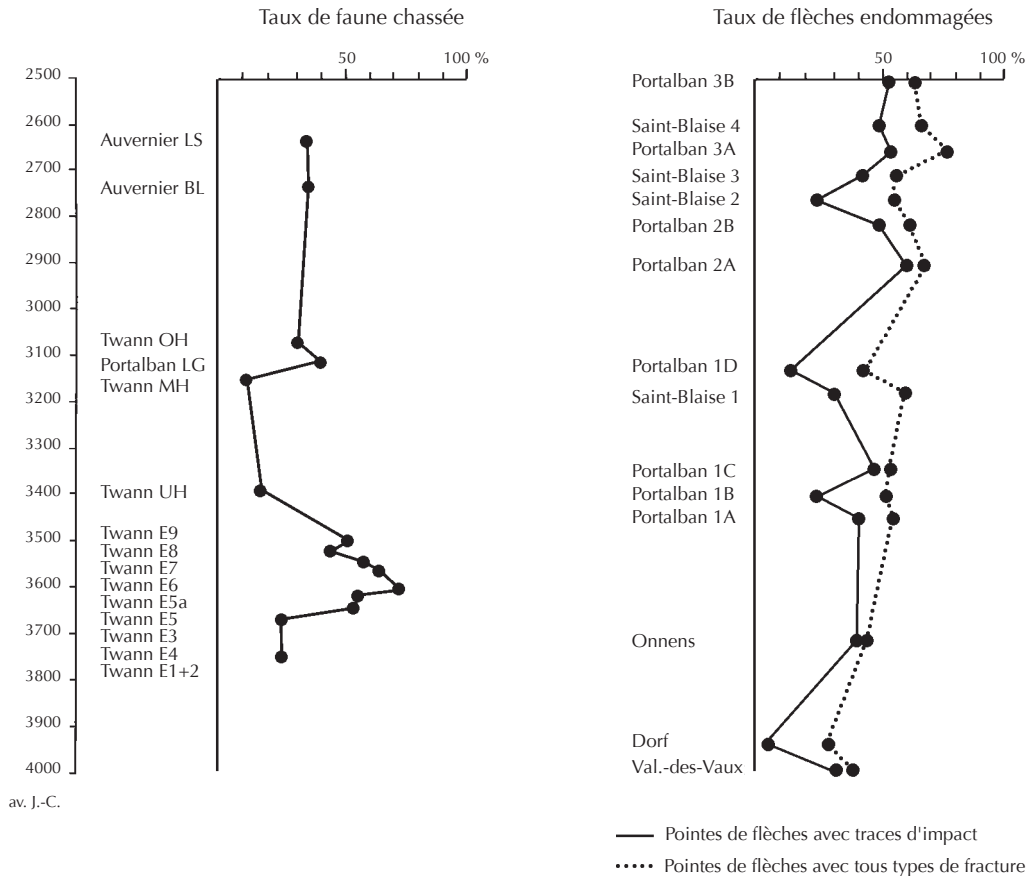 Taux de faune chassée
50
100 %
2500
2600
2700
2800
2900
3000
3100
3200
3300
3400
3500
3600
3700
3800
3900
4000
av. J.-C.
Auvernier LS
Auvernier BL
Twann OH
Portalban LG
Twann MH
Twann UH
Twann E9
Twann E8
Twann E7
Twann E6
Twann E5a
Twann E5
Twann E3
Twann E4
Twann E1+2
Taux de flèches endommagées
50
100 %
Portalban 3B
Saint-Blaise 4
Portalban 3A
Saint-Blaise 3
Saint-Blaise 2
Portalban 2B
Portalban 2A
Portalban 1D
Saint-Blaise 1
Portalban 1C
Portalban 1B
Portalban 1A
Onnens
Dorf
Val.-des-Vaux
Pointes de flèches avec traces d'impact
Pointes de flèches avec tous types de fracture